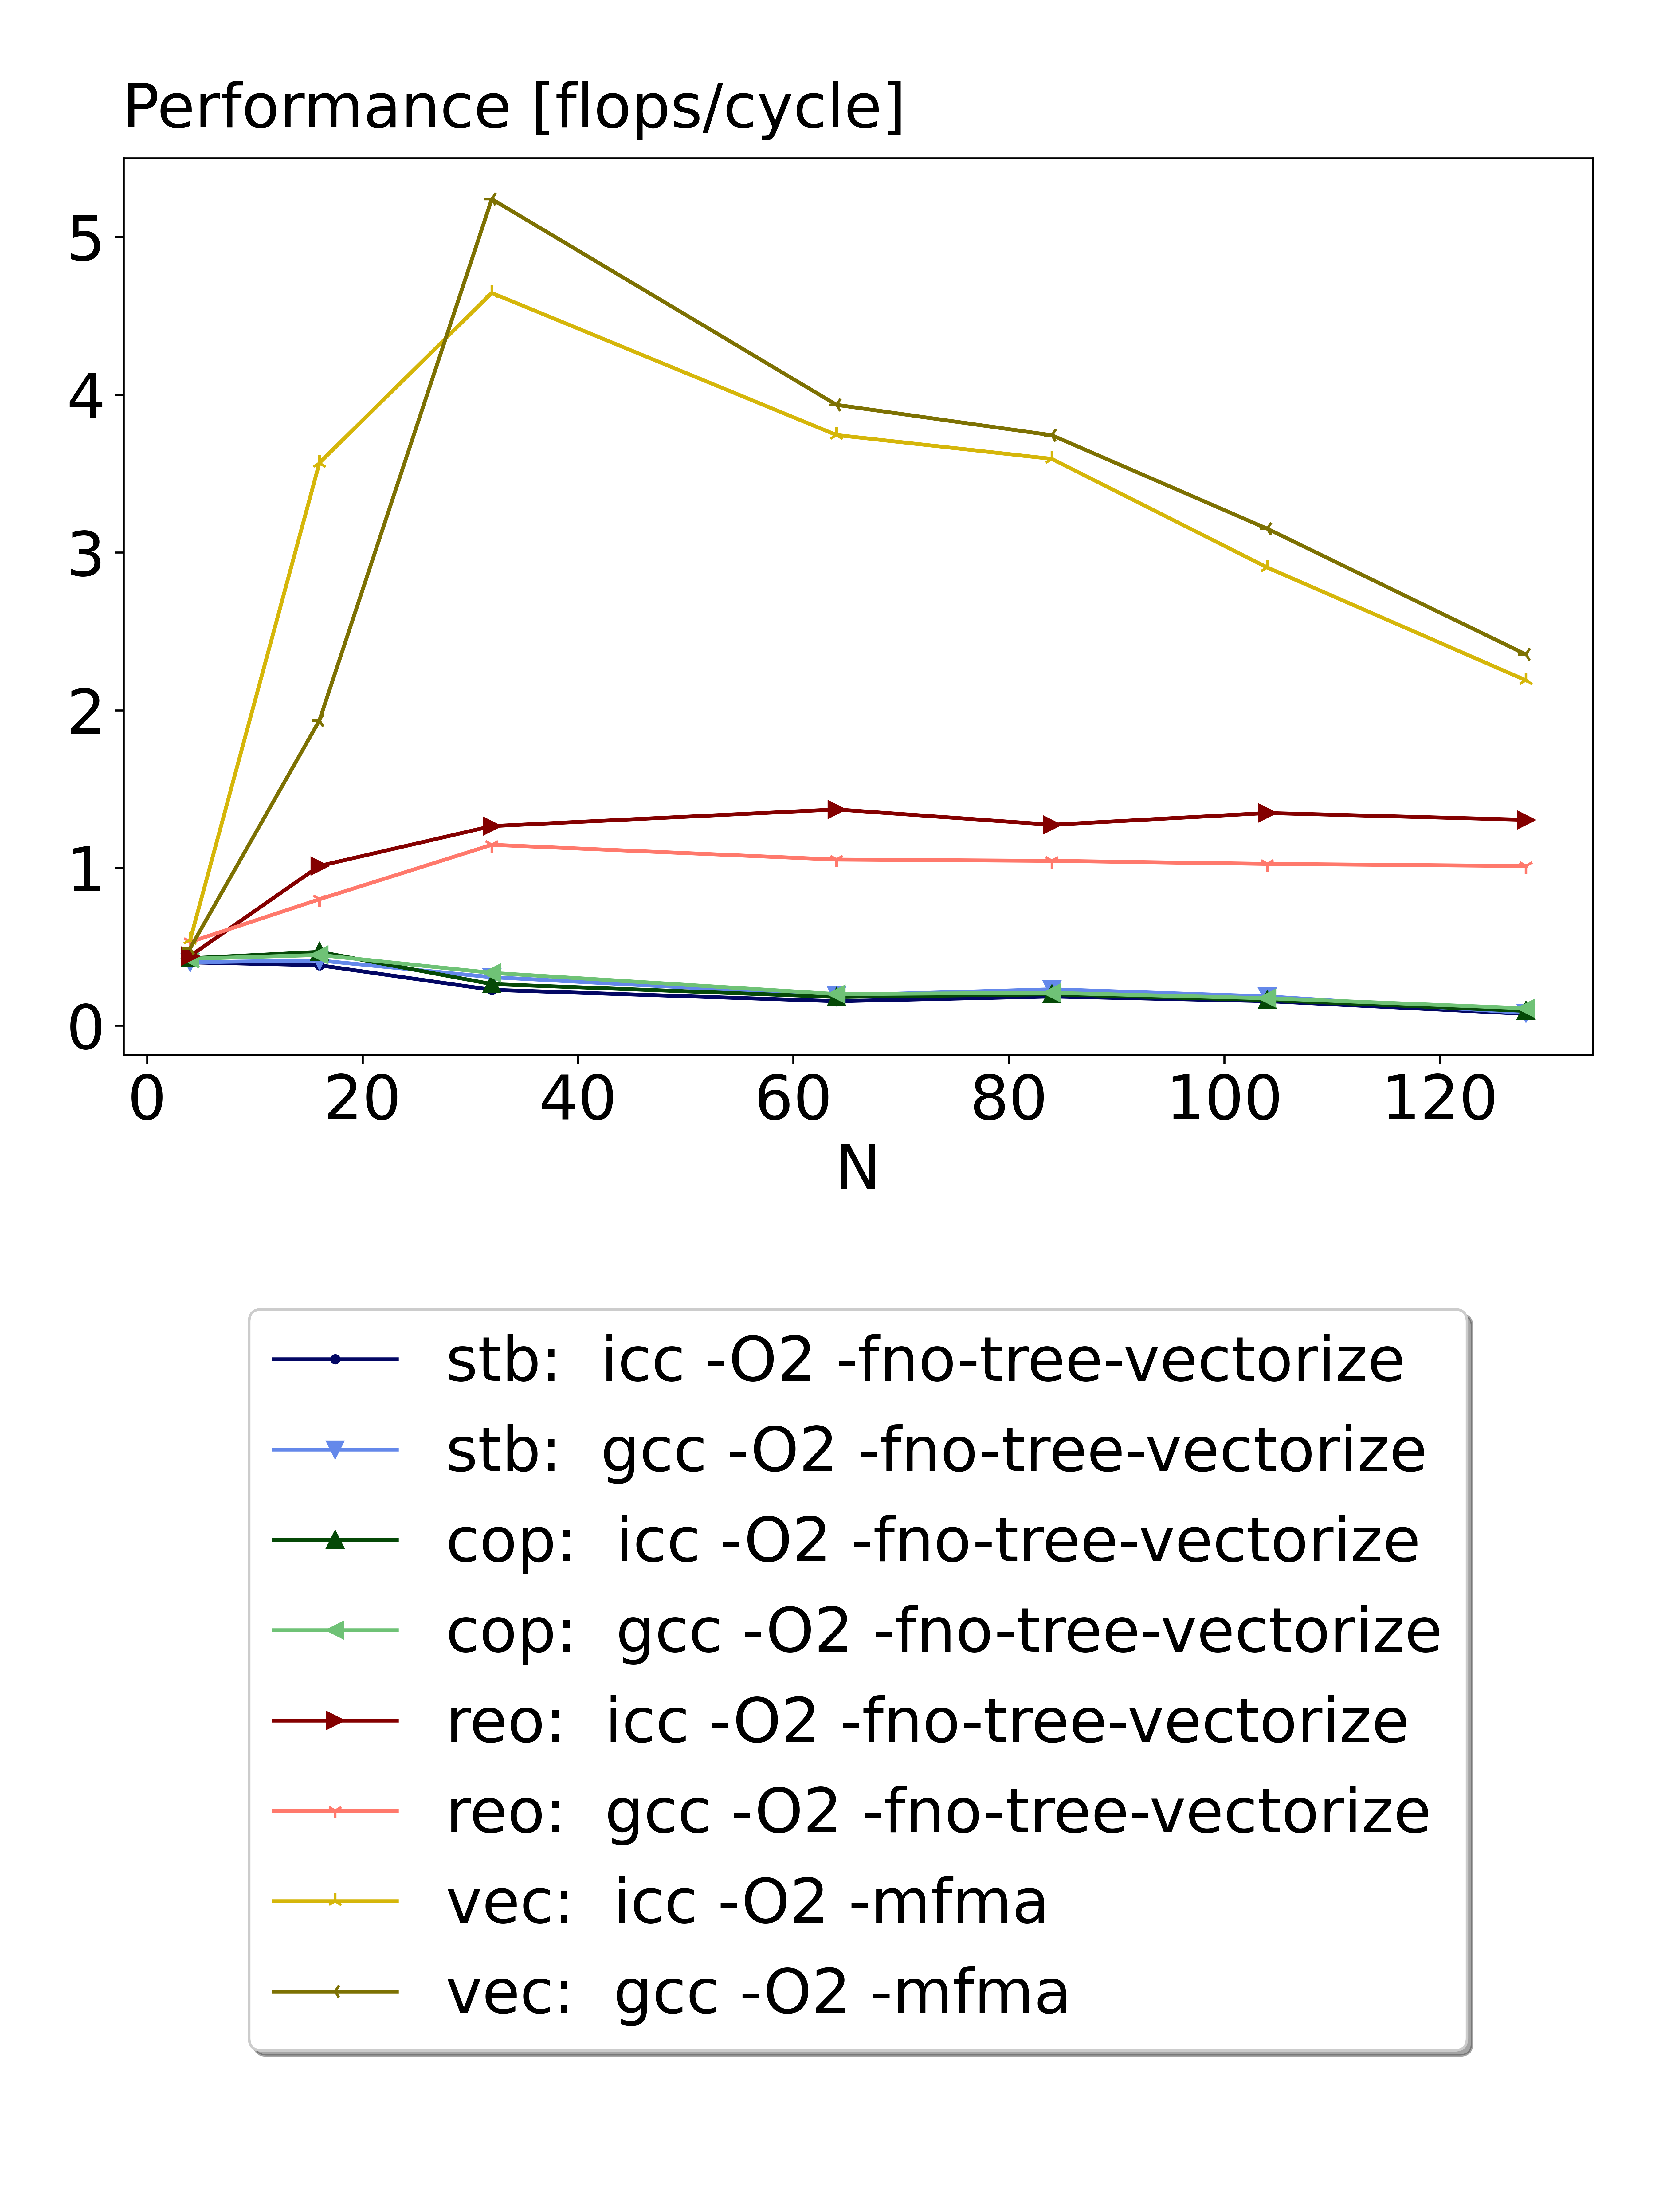 Performance [flops/cycle]
5
4
3
2
1
0
0 20 40 60 80 100 120
N
stb: icc -O2 -fno-tree-vectorize
stb: gcc -O2 -fno-tree-vectorize
cop: icc -O2 -fno-tree-vectorize
cop: gcc -O2 -fno-tree-vectorize
reo: icc -O2 -fno-tree-vectorize
reo: gcc -O2 -fno-tree-vectorize
vec: icc -O2 -mfma
vec: gcc -O2 -mfma